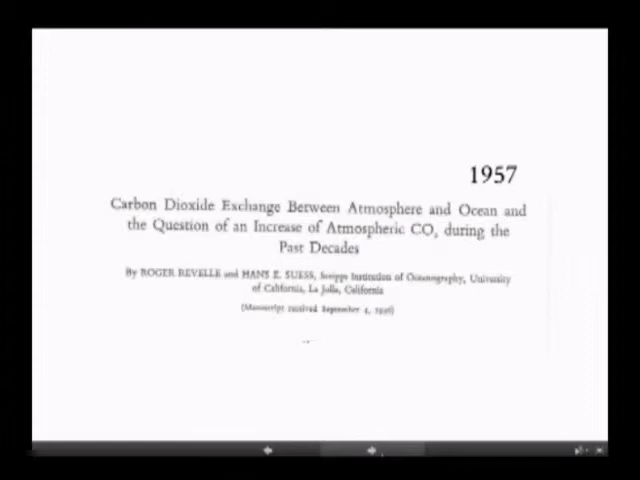 1957
Carbon Dioxide Exchange Between Atmosphere and Ocean and
the Question of an Increase of Atmospheric CO₂ during the
Past Decades
By ROGER REVELLE and HANS E. SUESS, Scripps Institution of Oceanography, University
of California, La Jolla, California
(Manuscript received September 4, 1956)